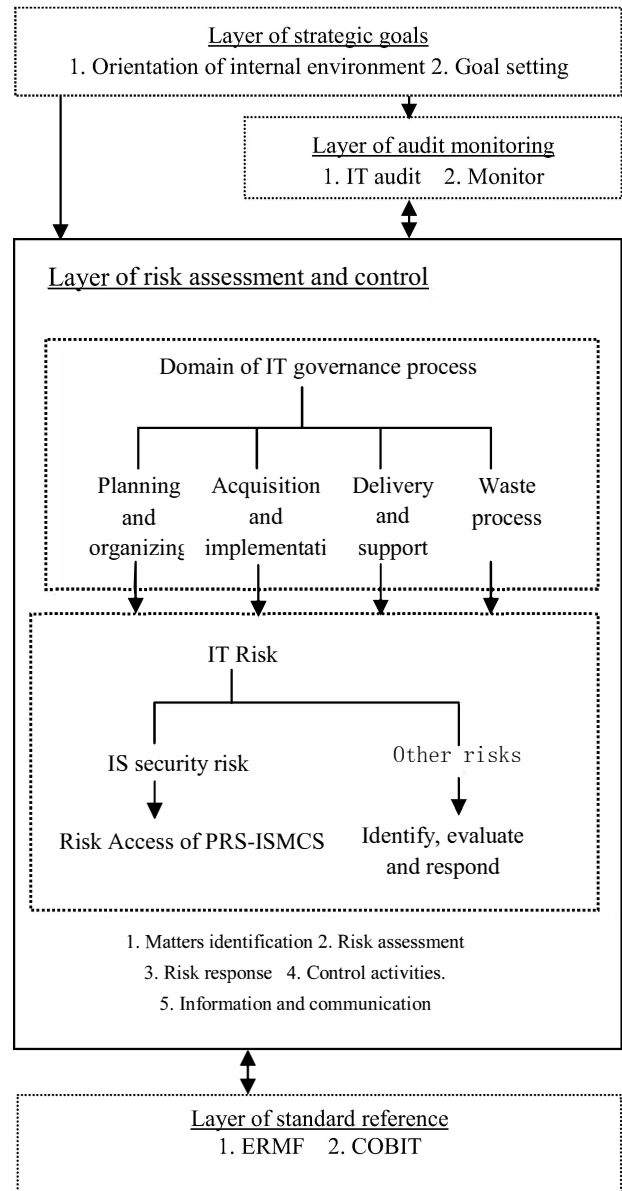 Layer of strategic goals
1. Orientation of internal environment 2. Goal setting
Layer of audit monitoring
1. IT audit 2. Monitor
Layer of risk assessment and control
Domain of IT governance process
Planning
and
organizing
Acquisition
and
implementati
Delivery
and
support
Waste
process
IT Risk
IS security risk
Other risks
Risk Access of PRS-ISMCS
Identify, evaluate
and respond
1. Matters identification 2. Risk assessment
3. Risk response 4. Control activities.
5. Information and communication
Layer of standard reference
1. ERMF 2. COBIT